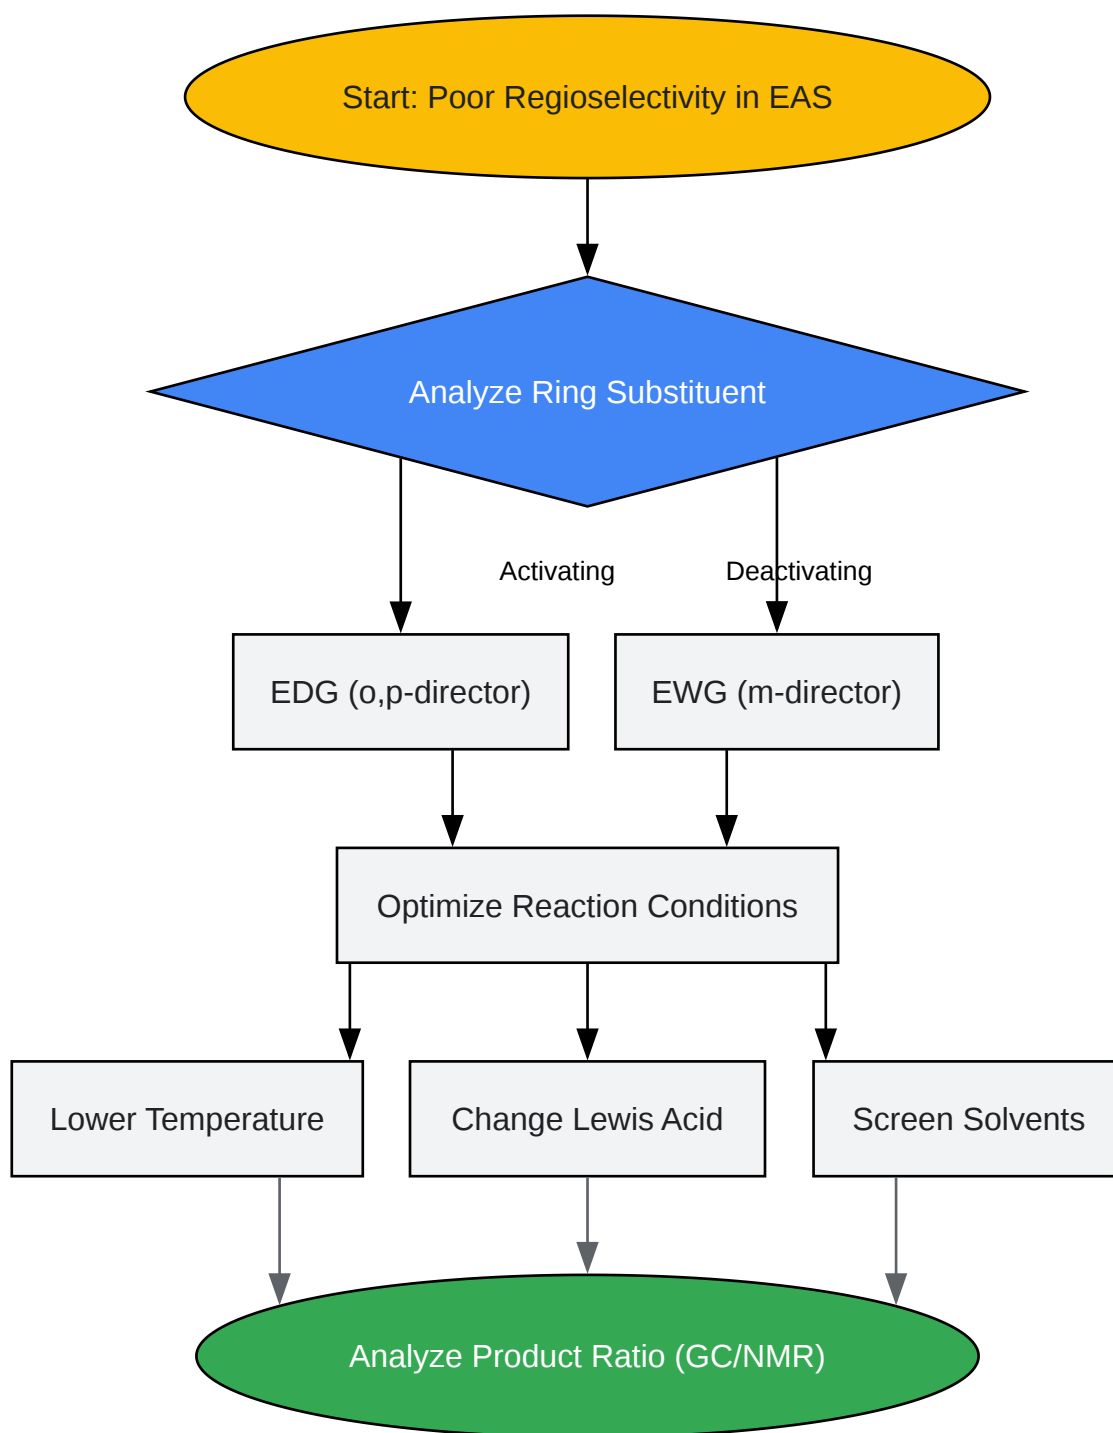 Start: Poor Regioselectivity in EAS
Analyze Ring Substituent
Activating
Deactivating
EDG (o,p-director)
EWG (m-director)
Optimize Reaction Conditions
Lower Temperature
Change Lewis Acid
Screen Solvents
Analyze Product Ratio (GC/NMR)